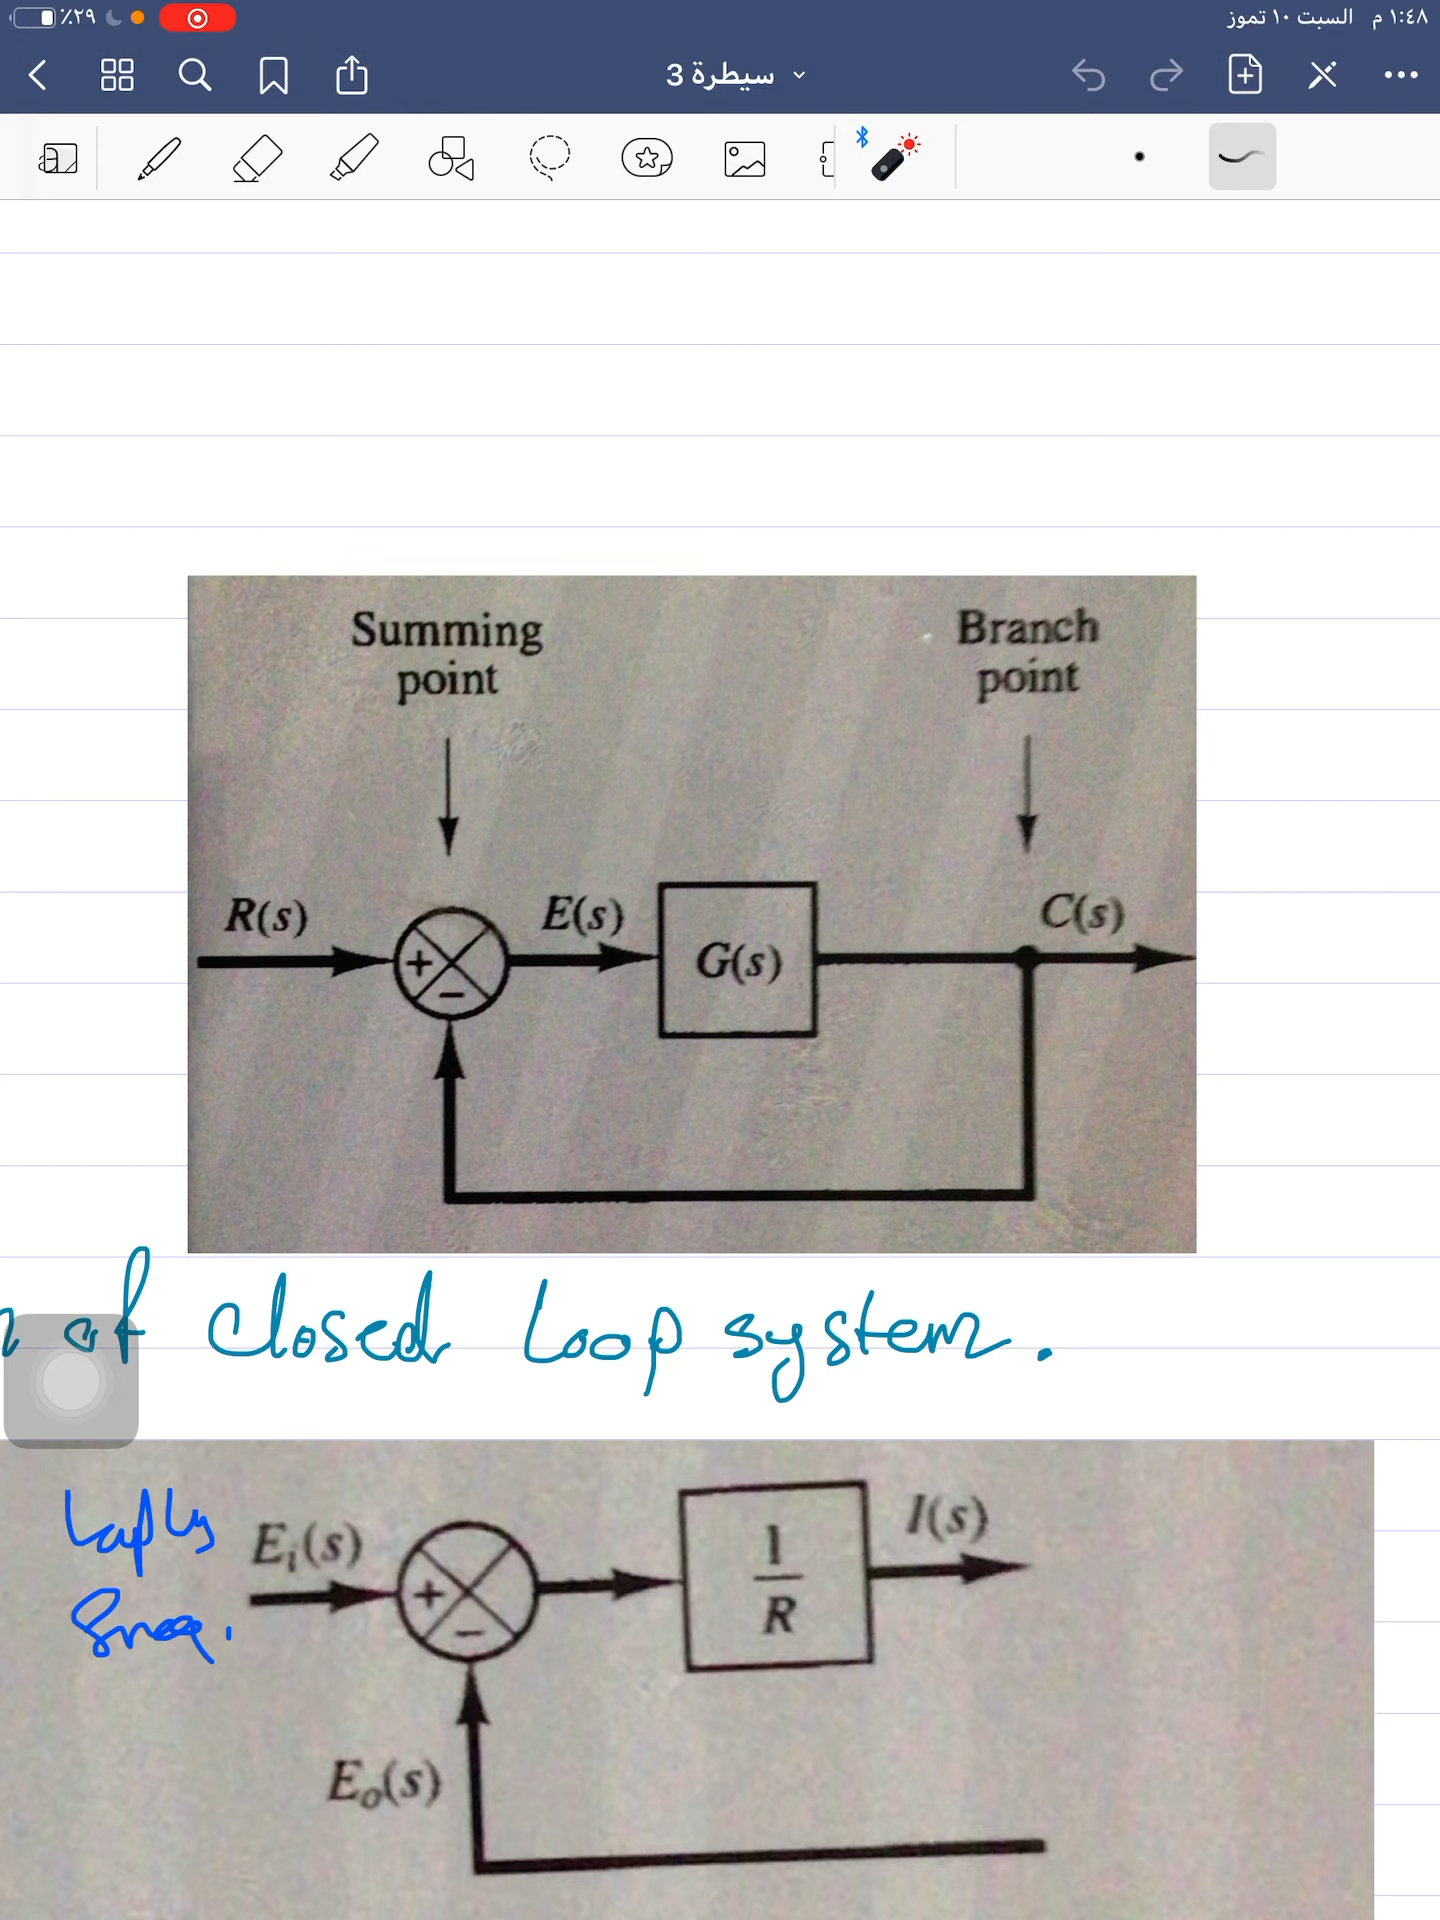 ٪٢٩
١:٤٨ م السبت ١٠ تموز
سيطرة 3
Summing
point
Branch
point
R(s)
E(s)
C(s)
+
G(s)
−
of closed Loop system.
I(s)
E_i(s)
+
1
R
−
E_o(s)